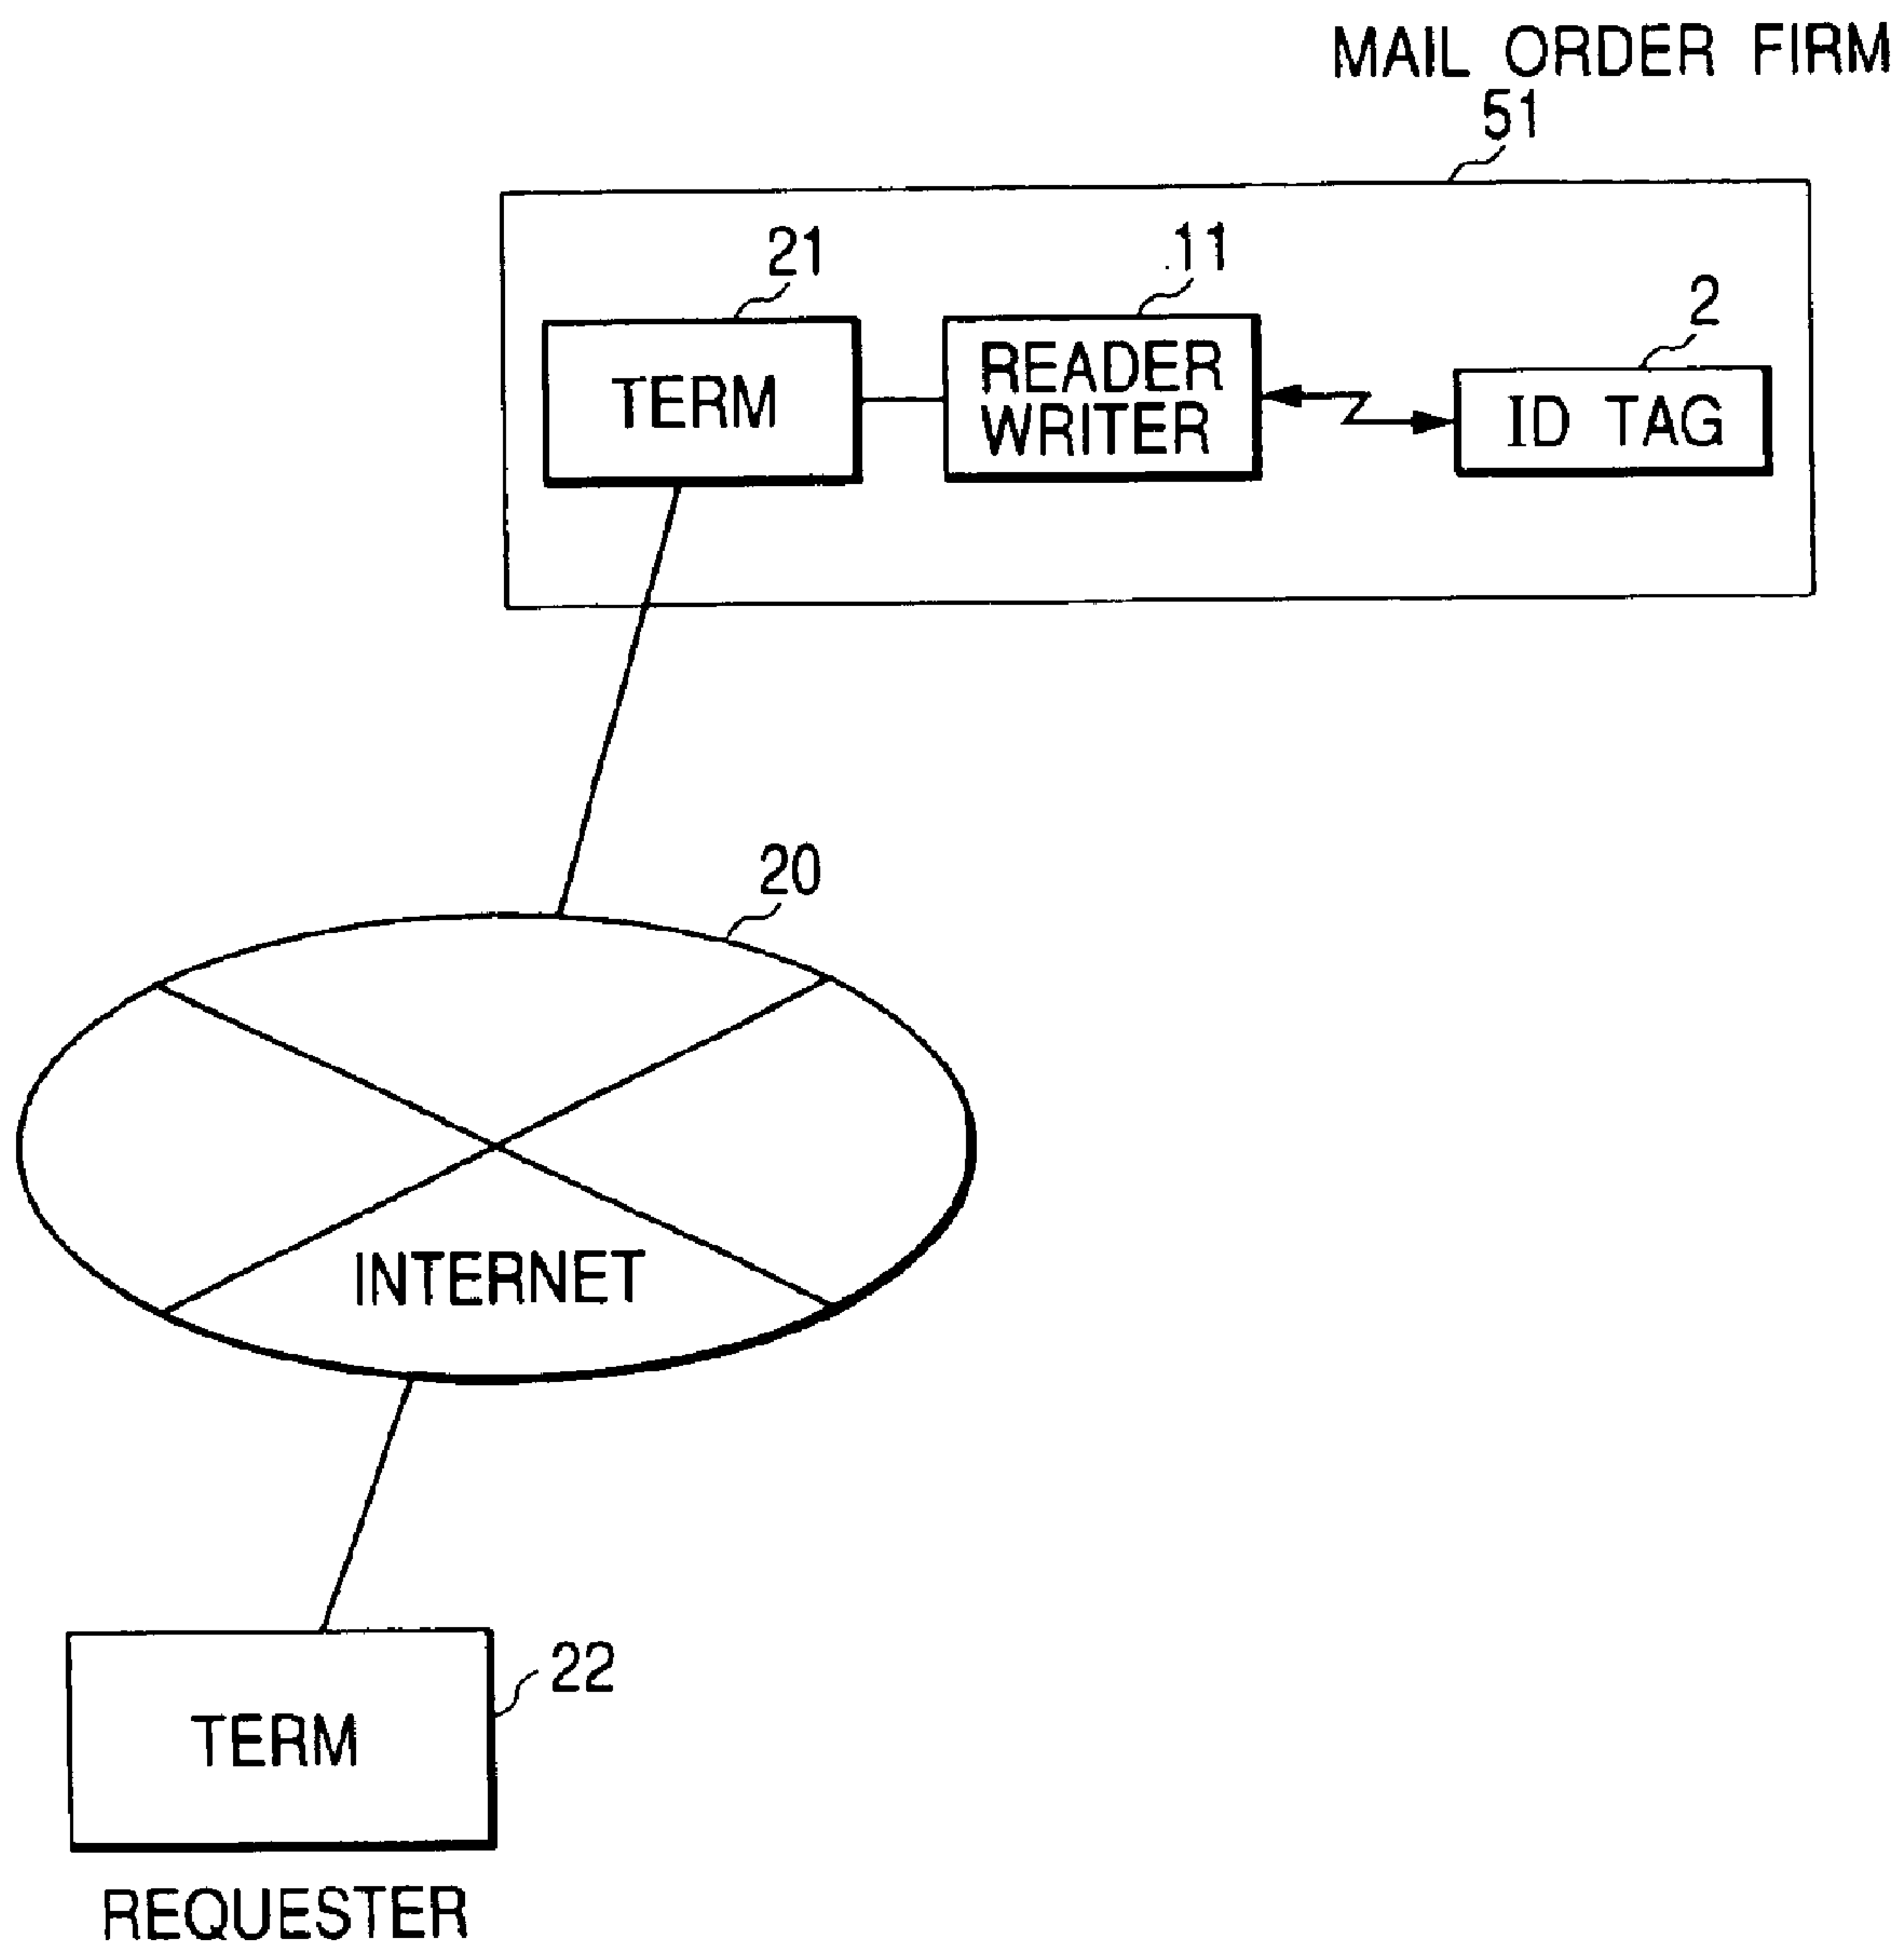 MAIL ORDER FIRM
51
21
11
2
TERM
READER
WRITER
ID TAG
20
INTERNET
22
TERM
REQUESTER